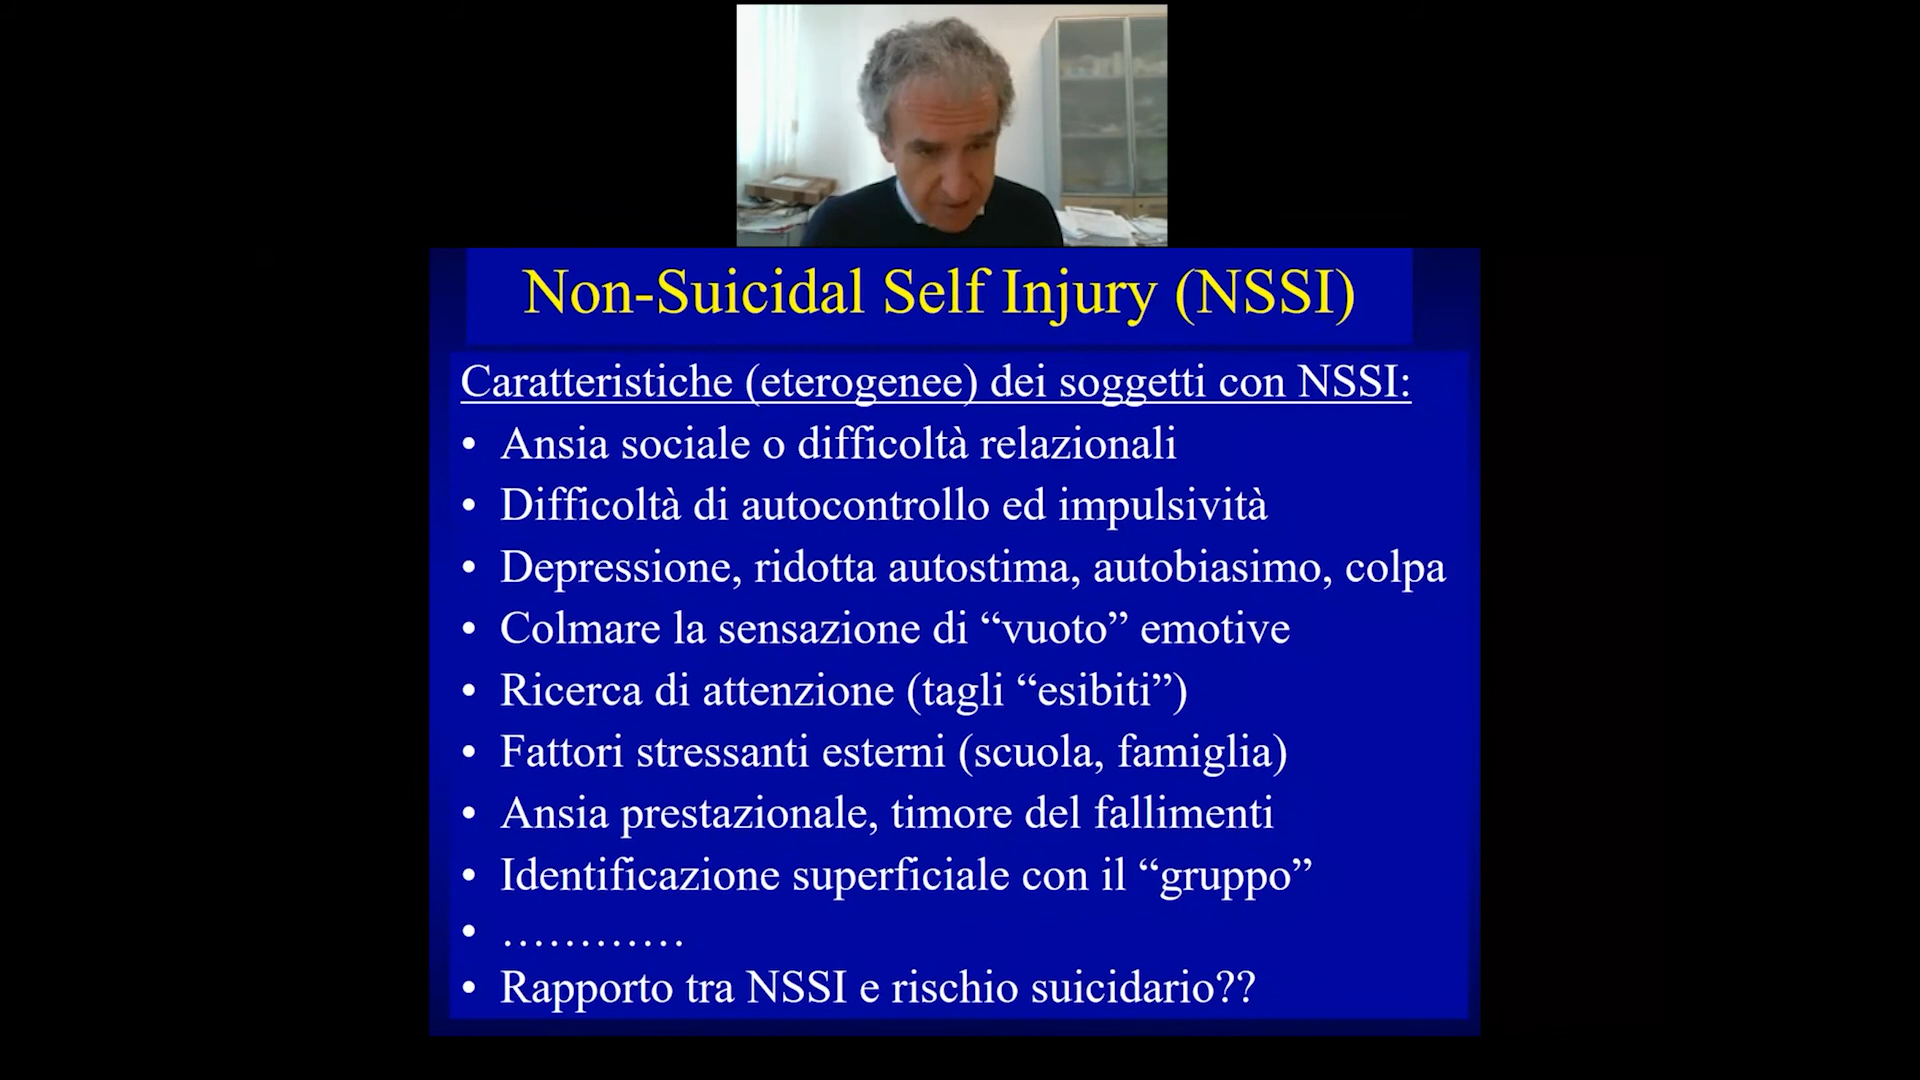 Non-Suicidal Self Injury (NSSI)
Caratteristiche (eterogenee) dei soggetti con NSSI:
• Ansia sociale o difficoltà relazionali
• Difficoltà di autocontrollo ed impulsività
• Depressione, ridotta autostima, autobiasimo, colpa
• Colmare la sensazione di “vuoto” emotive
• Ricerca di attenzione (tagli “esibiti”)
• Fattori stressanti esterni (scuola, famiglia)
• Ansia prestazionale, timore del fallimenti
• Identificazione superficiale con il “gruppo”
• …………
• Rapporto tra NSSI e rischio suicidario??